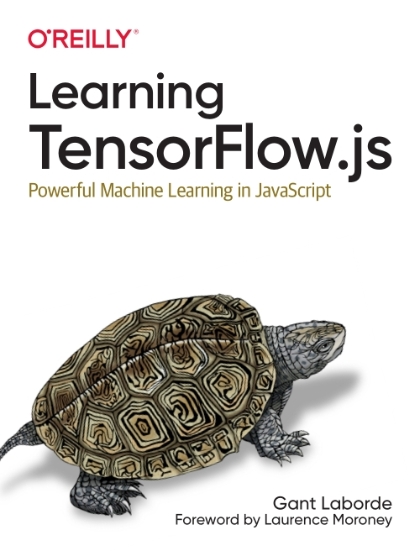 O'REILLY®
Learning
TensorFlow.js
Powerful Machine Learning in JavaScript
Gant Laborde
Foreword by Laurence Moroney